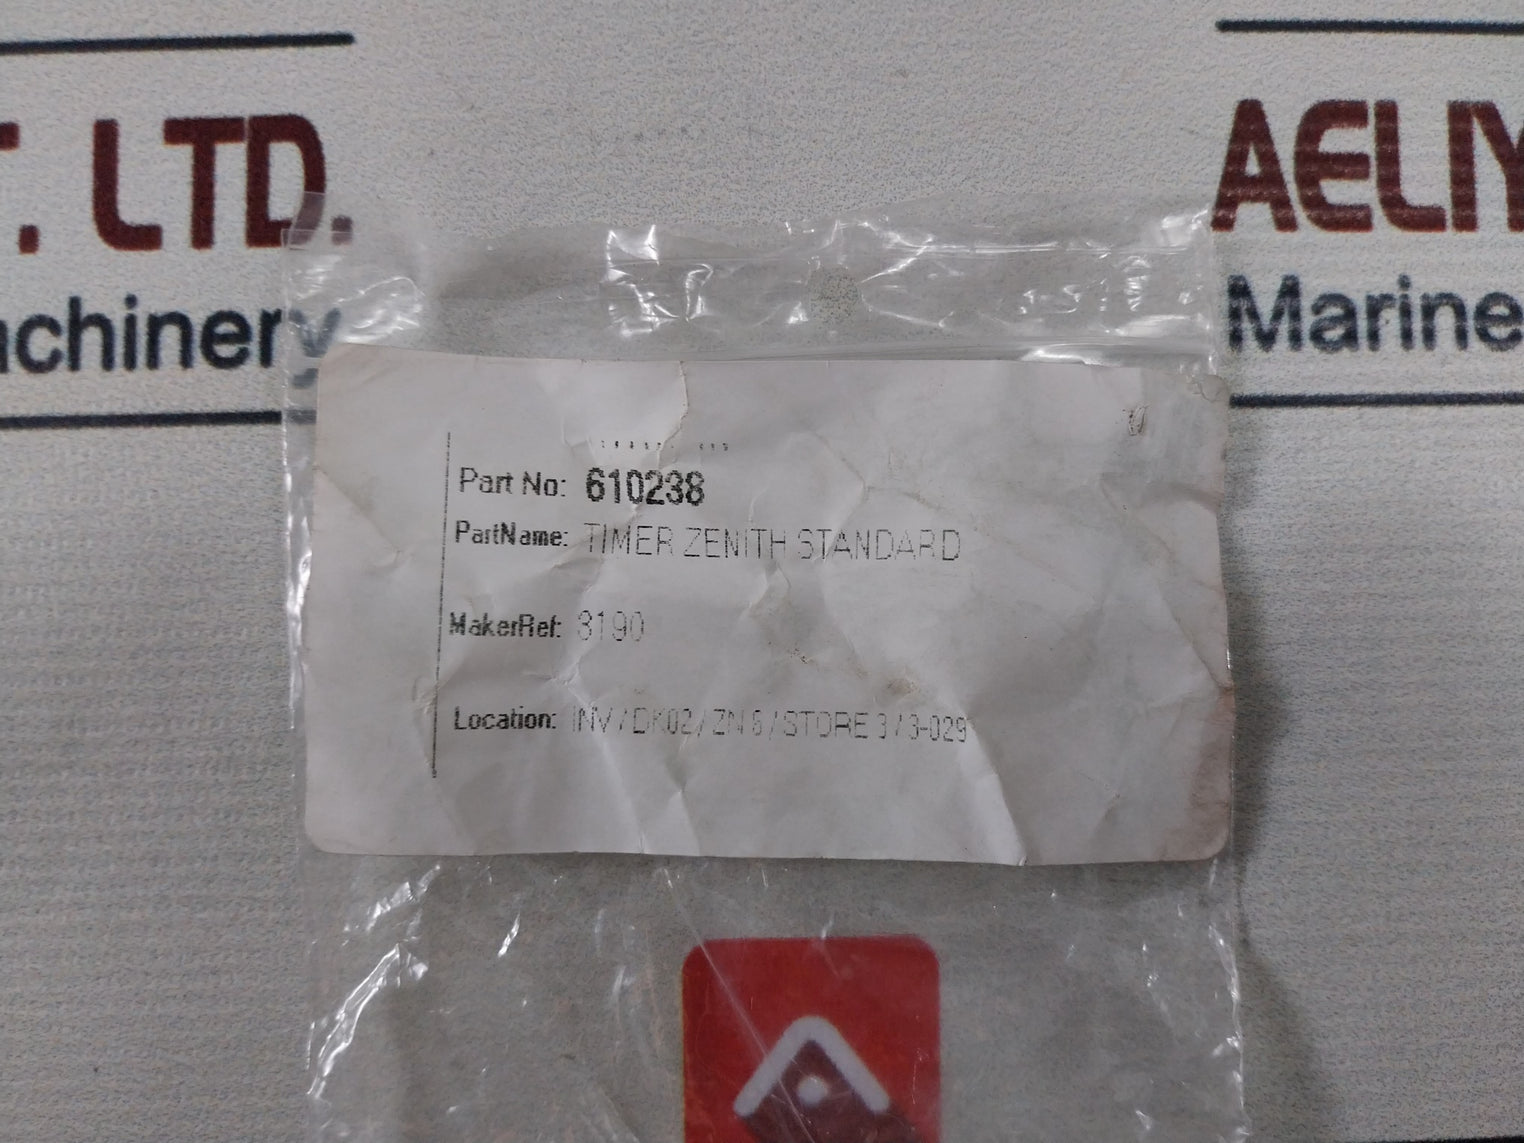 T. LTD.
AELIY
achinery
Marine
Part No: 610238
PartName: TIMER ZENITH STANDARD
MakerRef: 3190
Location: INV / DK02 / ZN 6 / STORE 3 / 3-029